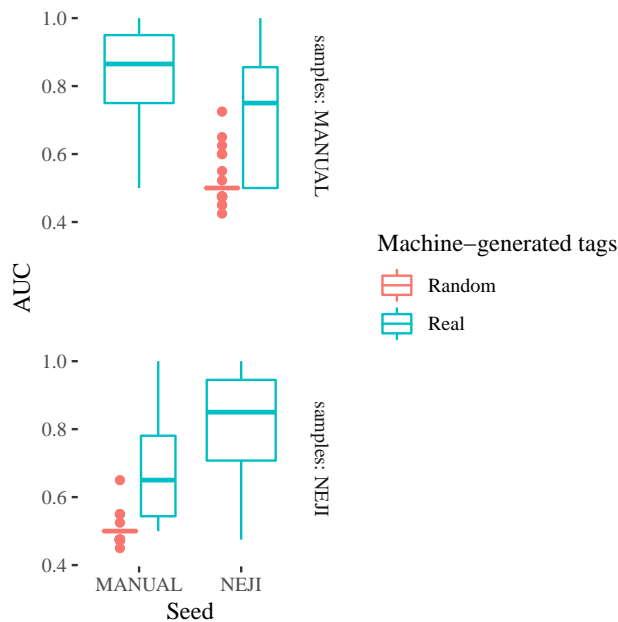 1.0
0.8
0.6
0.4
samples: MANUAL
AUC
Machine−generated tags
Random
Real
1.0
0.8
0.6
0.4
samples: NEJI
MANUAL NEJI
Seed